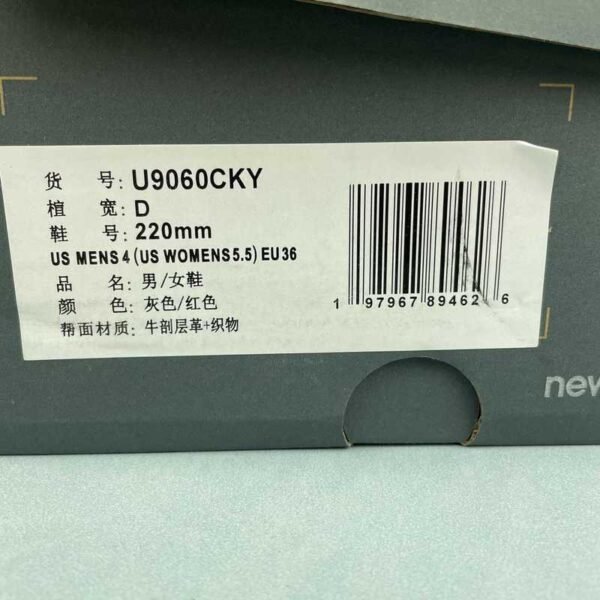 货 号: U9060CKY
楦 宽: D
鞋 号: 220mm
US MENS 4 (US WOMENS 5.5) EU 36
品 名: 男/女鞋
颜 色: 灰色/红色
帮面材质: 牛剖层革+织物
1 97967 89462 6
new